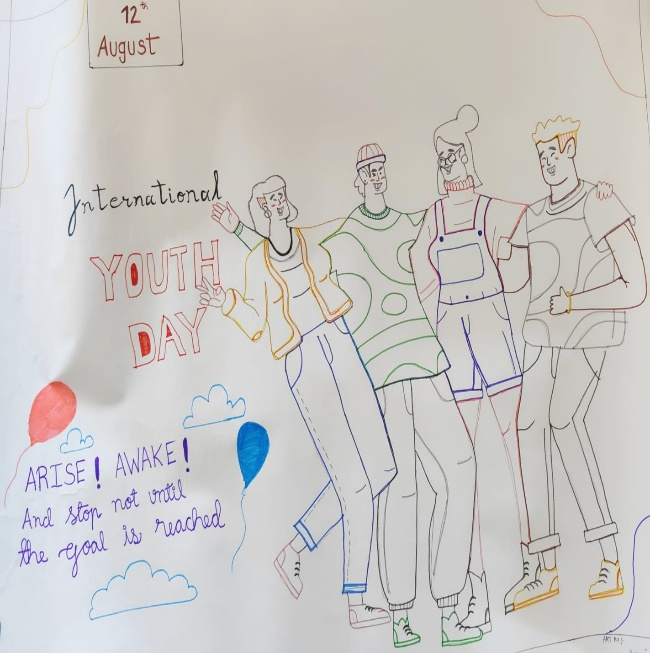 12th
August
International
YOUTH
DAY
ARISE! AWAKE!
And stop not until
the goal is reached